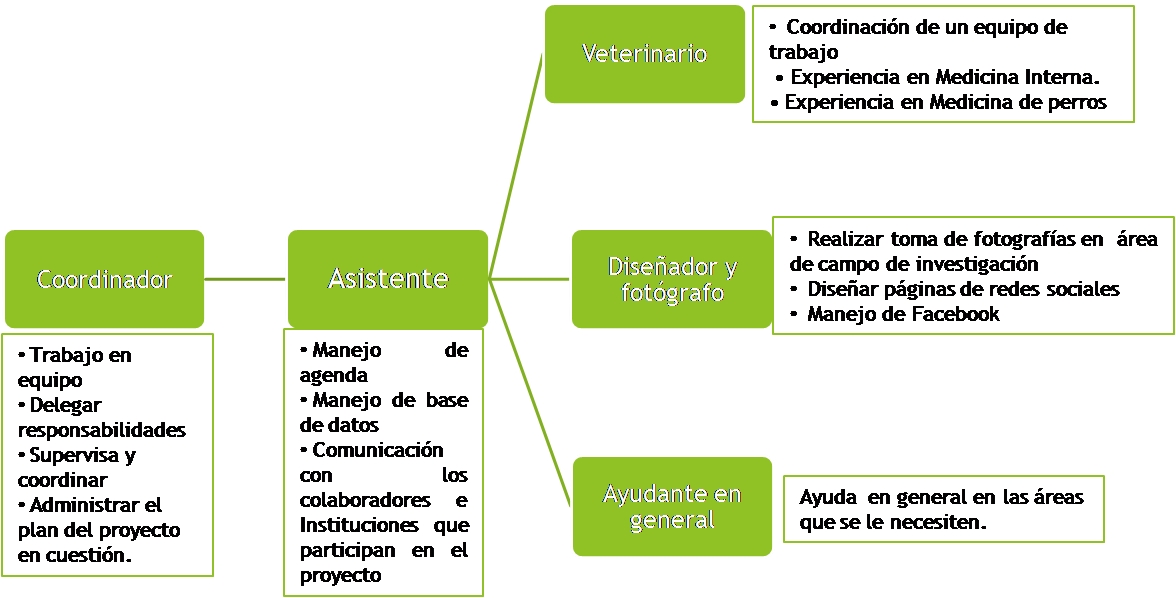 Veterinario
• Coordinación de un equipo de
trabajo
• Experiencia en Medicina Interna.
• Experiencia en Medicina de perros
Coordinador
• Trabajo en
equipo
• Delegar
responsabilidades
• Supervisa y
coordinar
• Administrar el
plan del proyecto
en cuestión.
Asistente
• Manejo de
agenda
• Manejo de base
de datos
• Comunicación
con los
colaboradores e
Instituciones que
participan en el
proyecto
Diseñador y
fotógrafo
• Realizar toma de fotografías en área
de campo de investigación
• Diseñar páginas de redes sociales
• Manejo de Facebook
Ayudante en
general
Ayuda en general en las áreas
que se le necesiten.